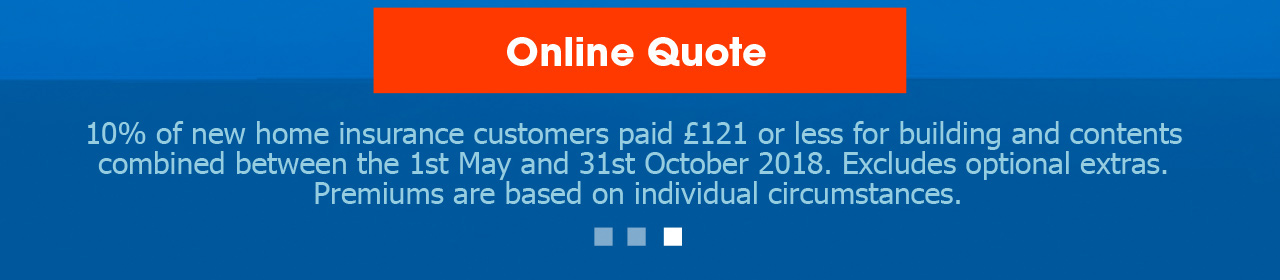 Online Quote
10% of new home insurance customers paid £121 or less for building and contents
combined between the 1st May and 31st October 2018. Excludes optional extras.
Premiums are based on individual circumstances.